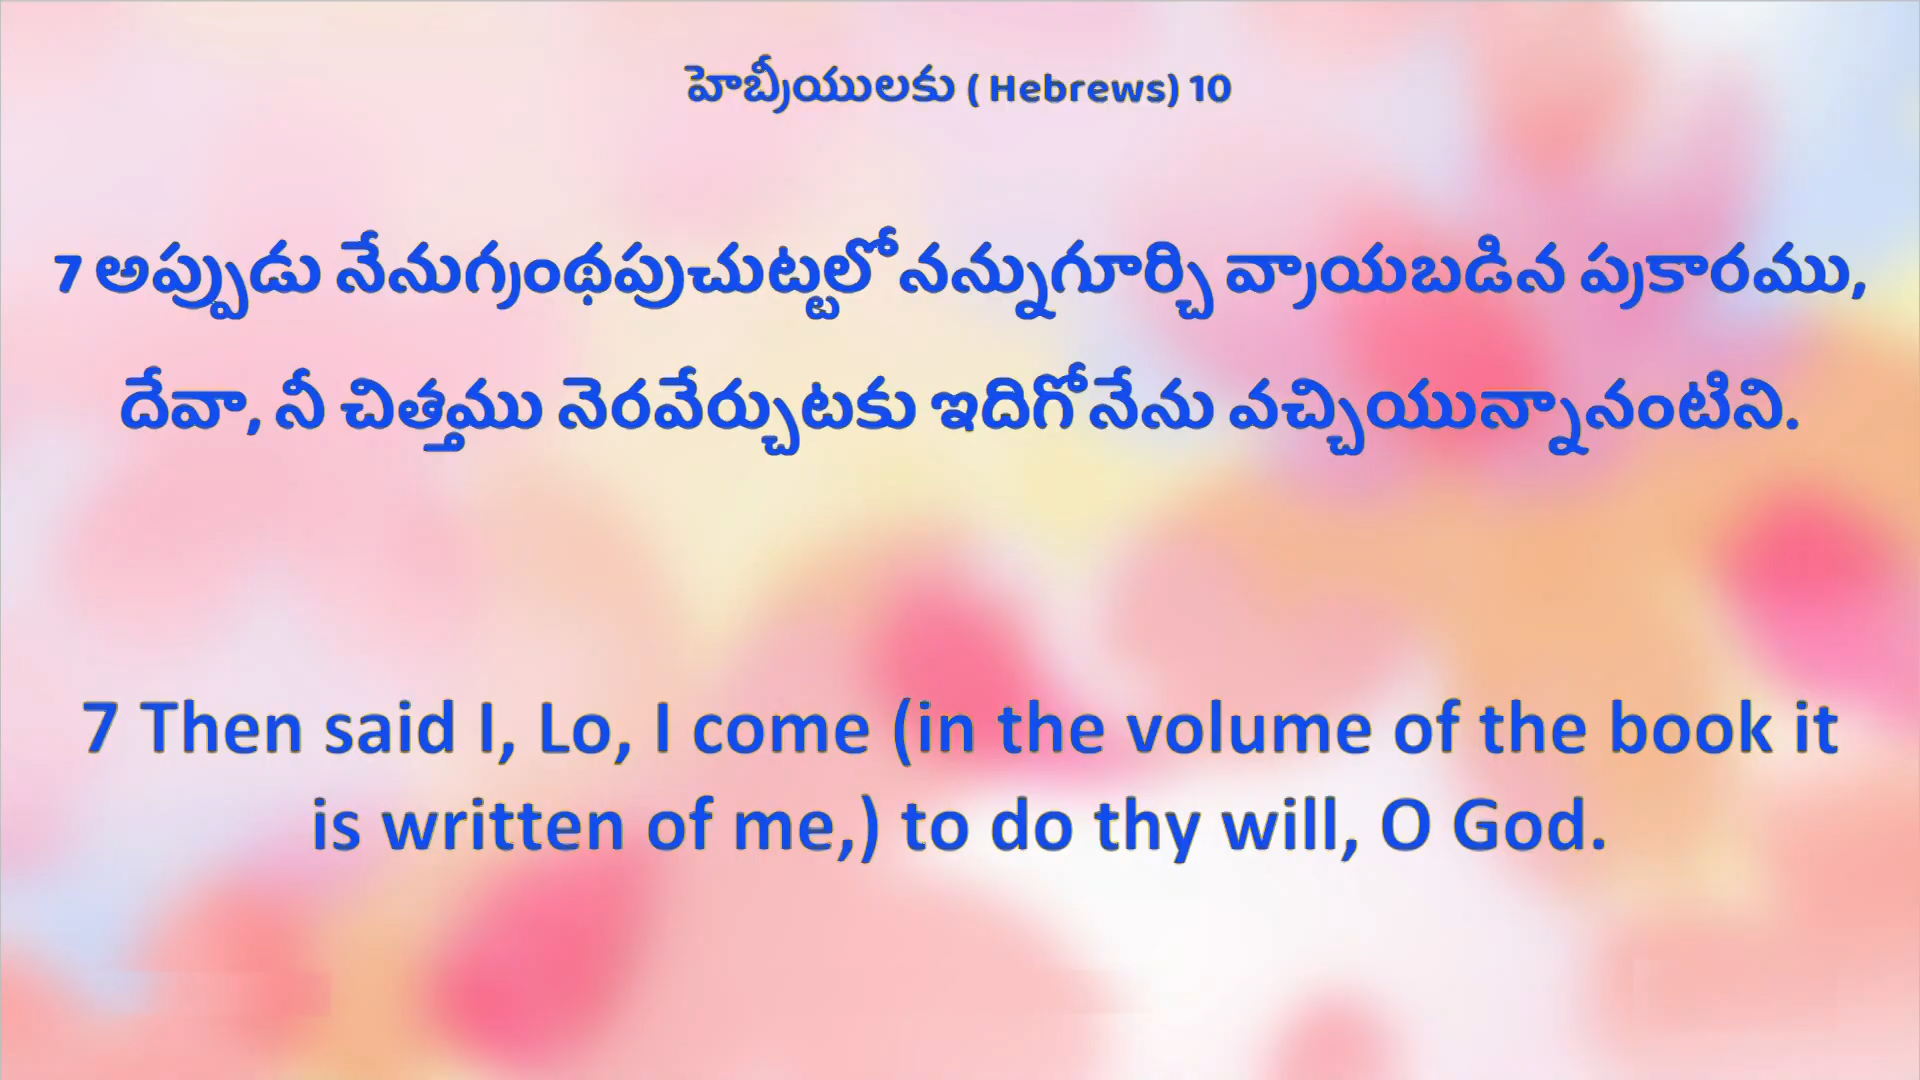 హెబ్రీయులకు ( Hebrews) 10
7 అప్పుడు నేనుగ్రంథపుచుట్టలో నన్నుగూర్చి వ్రాయబడిన ప్రకారము,
దేవా, నీ చిత్తము నెరవేర్చుటకు ఇదిగో నేను వచ్చియున్నానంటిని.
7 Then said I, Lo, I come (in the volume of the book it
is written of me,) to do thy will, O God.